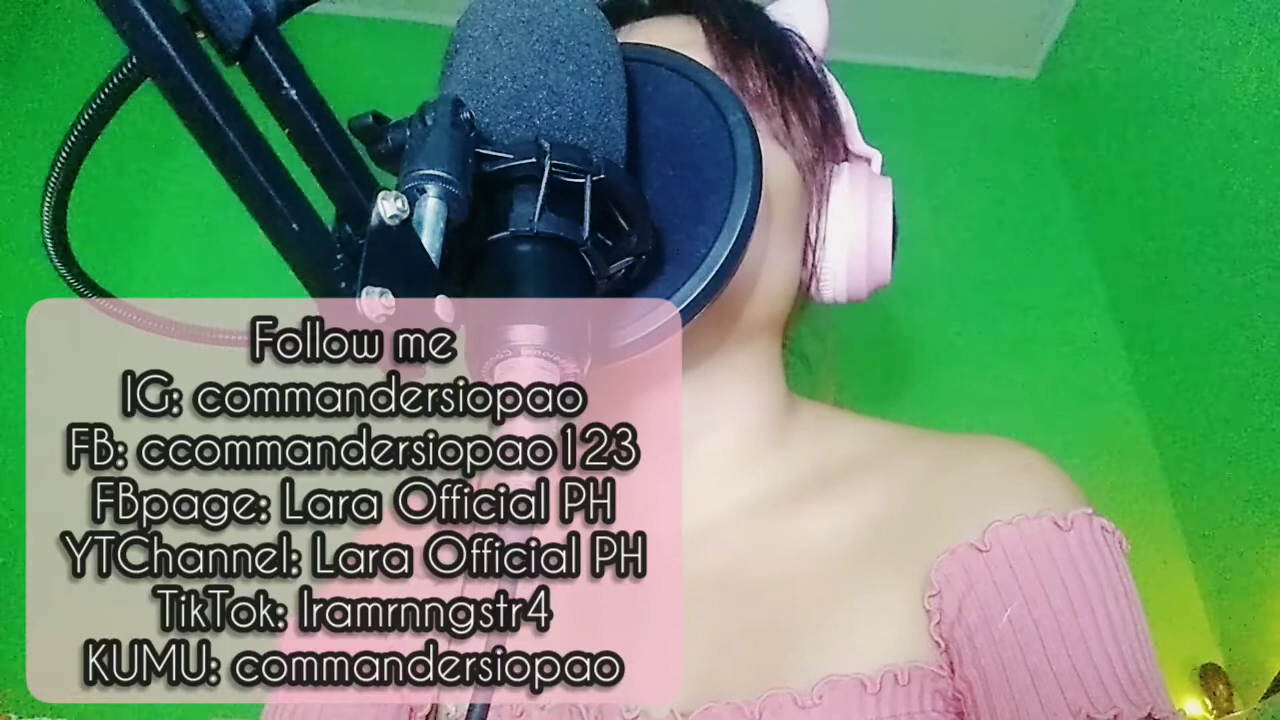 Follow me
IG: commandersiopao
FB: ccommandersiopao123
FBpage: Lara Official PH
YTChannel: Lara Official PH
TikTok: lramrnngstr4
KUMU: commandersiopao